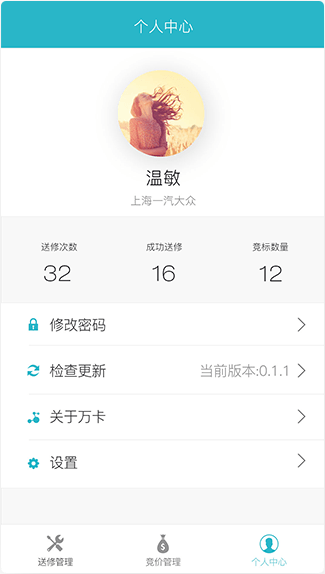 个人中心
温敏
上海一汽大众
送修次数 成功送修 竞标数量
32 16 12
修改密码
检查更新 当前版本:0.1.1
关于万卡
设置
送修管理 竞价管理 个人中心